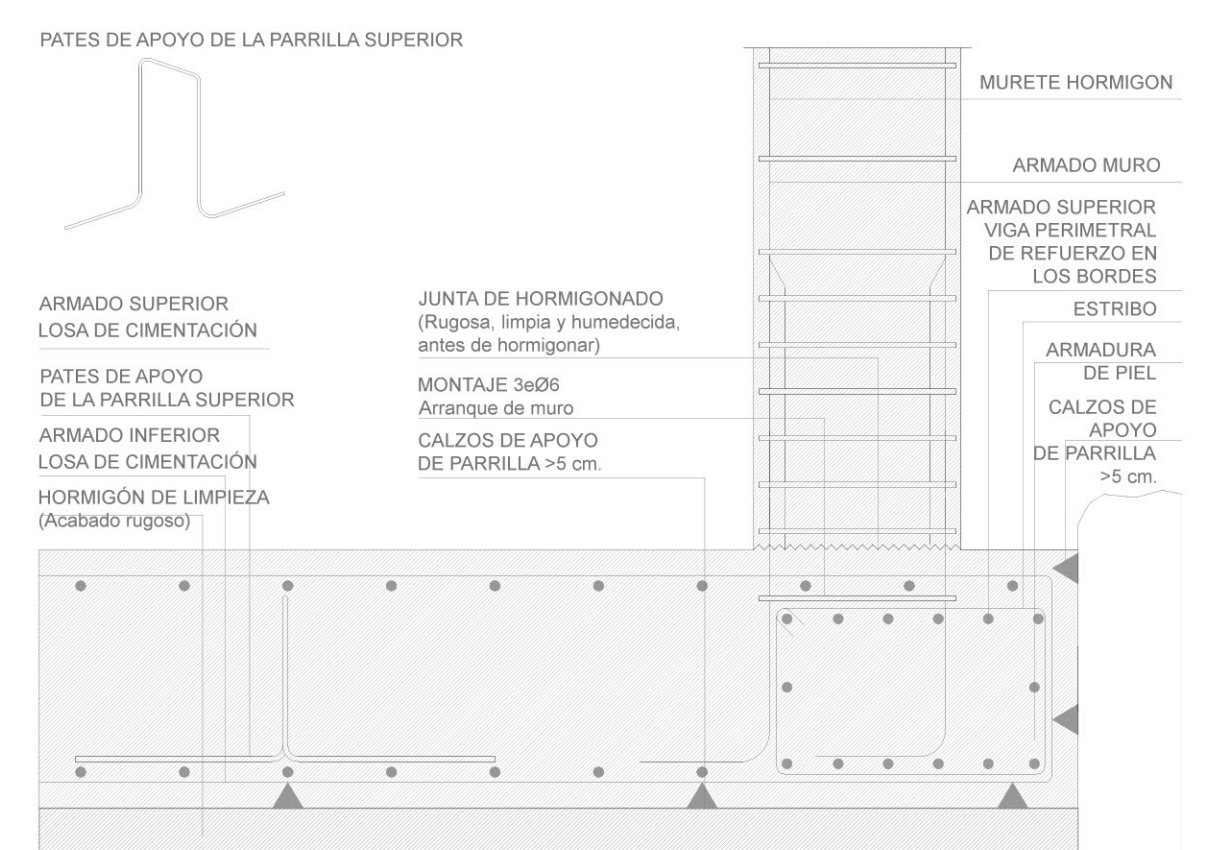 PATES DE APOYO DE LA PARRILLA SUPERIOR
MURETE HORMIGON
ARMADO MURO
ARMADO SUPERIOR
VIGA PERIMETRAL
DE REFUERZO EN
LOS BORDES
ESTRIBO
ARMADURA
DE PIEL
CALZOS DE
APOYO
DE PARRILLA
>5 cm.
ARMADO SUPERIOR
LOSA DE CIMENTACIÓN
PATES DE APOYO
DE LA PARRILLA SUPERIOR
ARMADO INFERIOR
LOSA DE CIMENTACIÓN
HORMIGÓN DE LIMPIEZA
(Acabado rugoso)
JUNTA DE HORMIGONADO
(Rugosa, limpia y humedecida,
antes de hormigonar)
MONTAJE 3eØ6
Arranque de muro
CALZOS DE APOYO
DE PARRILLA >5 cm.